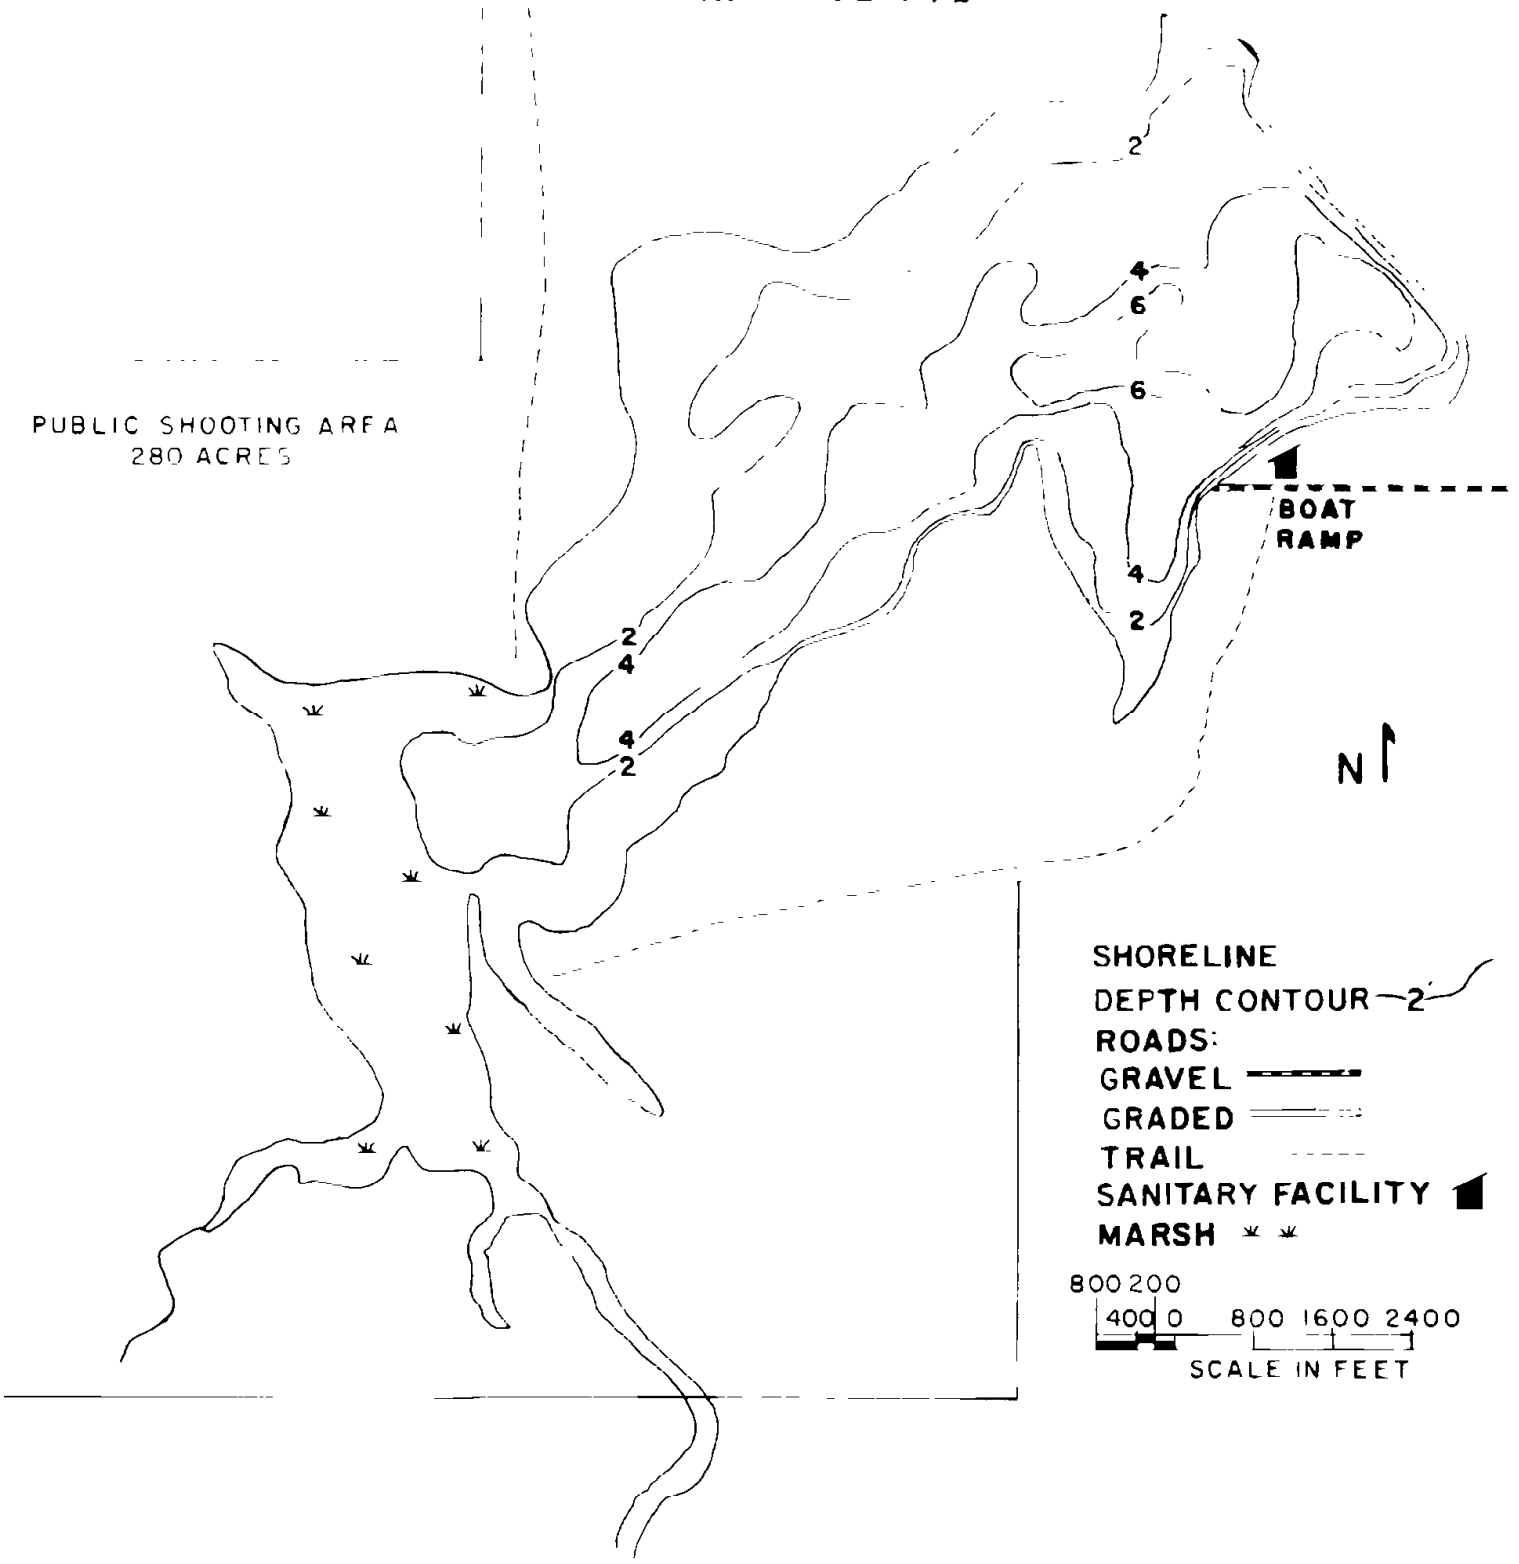 2
4
6
6
PUBLIC SHOOTING AREA
280 ACRES
BOAT
RAMP
4
2
2
4
4
2
N
SHORELINE
DEPTH CONTOUR 2'
ROADS:
GRAVEL
GRADED
TRAIL
SANITARY FACILITY
MARSH
800 200
400 0 800 1600 2400
SCALE IN FEET